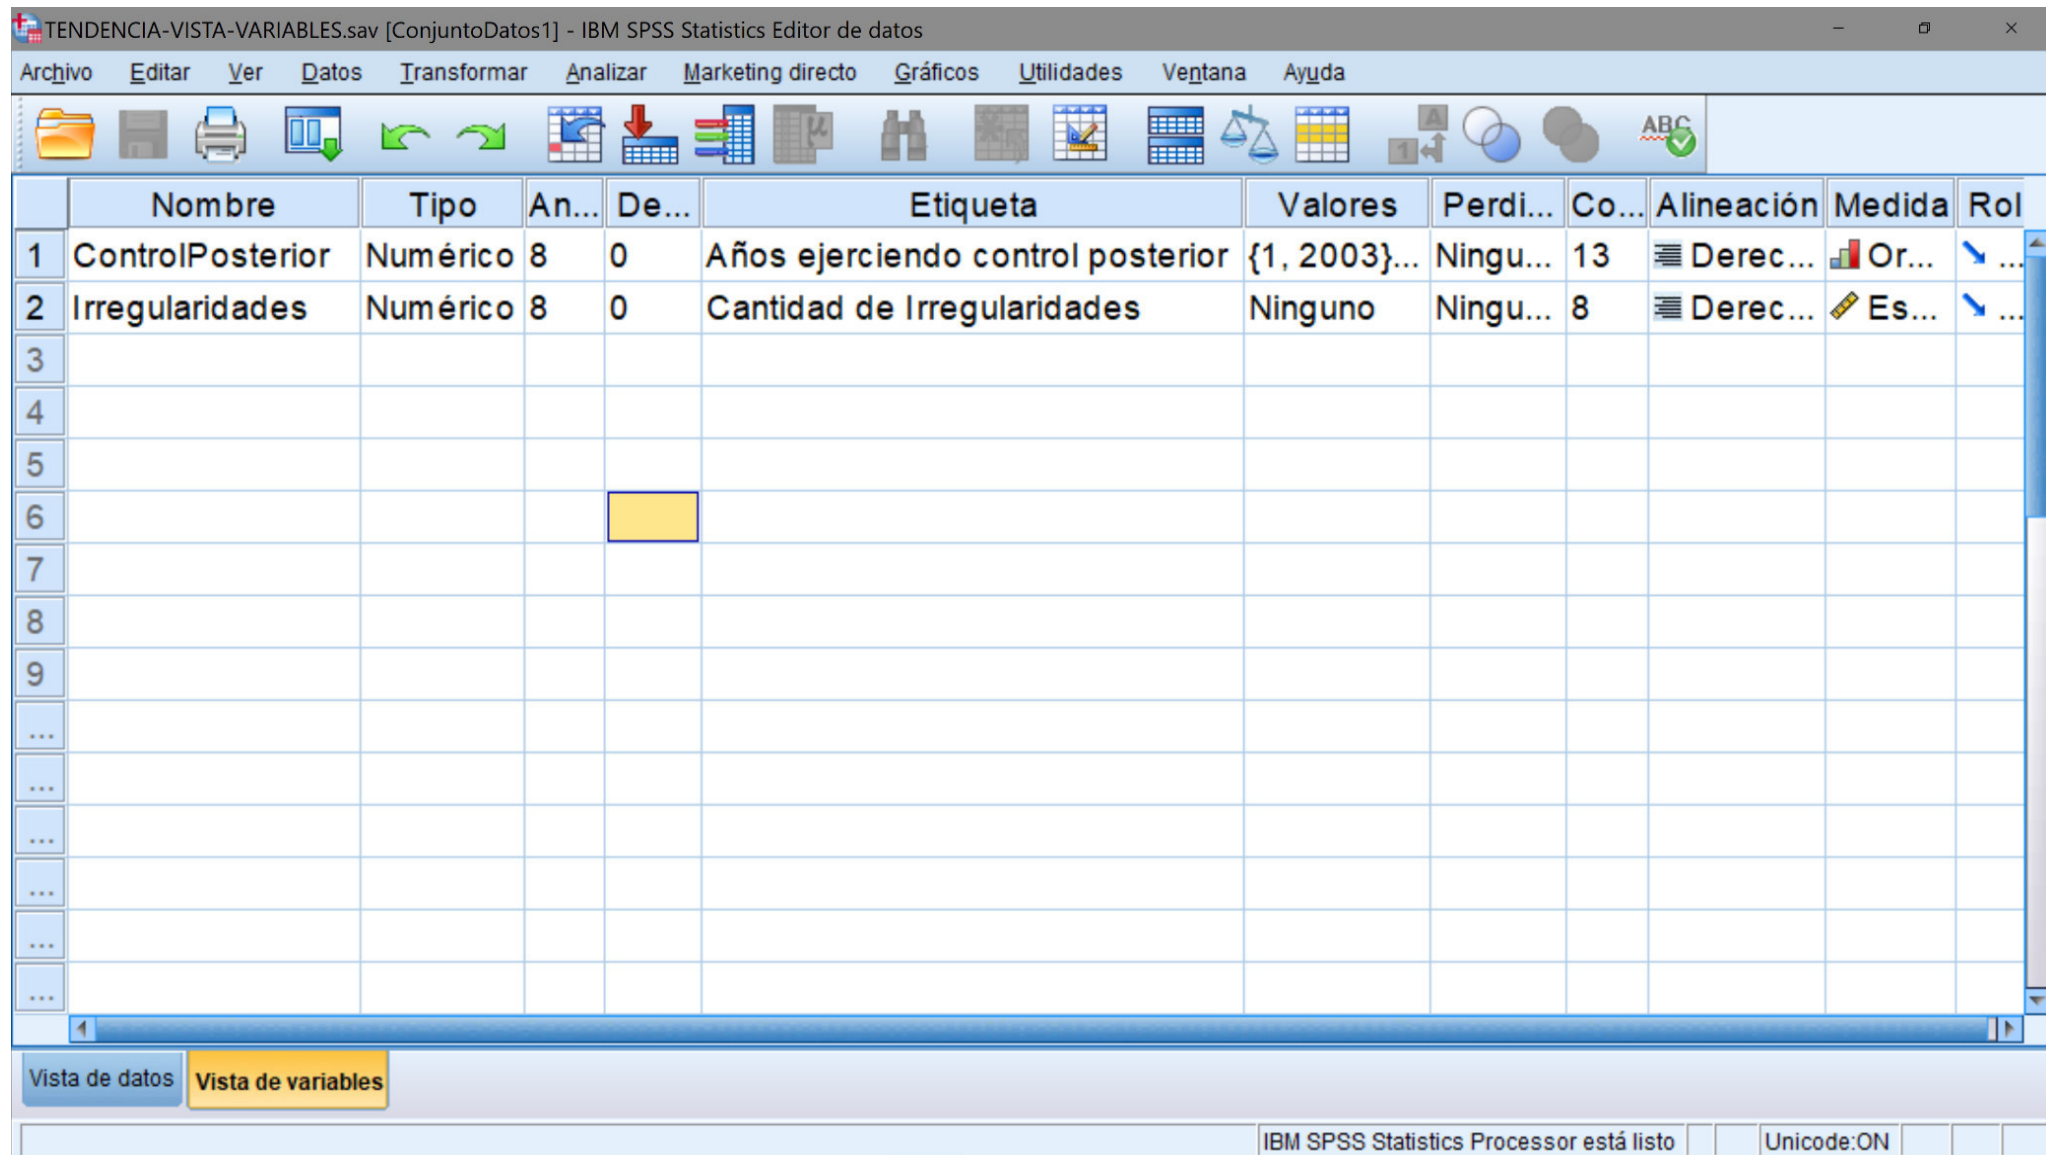 TENDENCIA-VISTA-VARIABLES.sav [ConjuntoDatos1] - IBM SPSS Statistics Editor de datos
Archivo Editar Ver Datos Transformar Analizar Marketing directo Gráficos Utilidades Ventana Ayuda
Nombre Tipo An... De... Etiqueta Valores Perdi... Co... Alineación Medida Rol
1 ControlPosterior Numérico 8 0 Años ejerciendo control posterior {1, 2003}... Ningu... 13 Derec... Or... ...
2 Irregularidades Numérico 8 0 Cantidad de Irregularidades Ninguno Ningu... 8 Derec... Es... ...
3
4
5
6
7
8
9
...
...
...
...
...
...
Vista de datos Vista de variables
IBM SPSS Statistics Processor está listo Unicode:ON